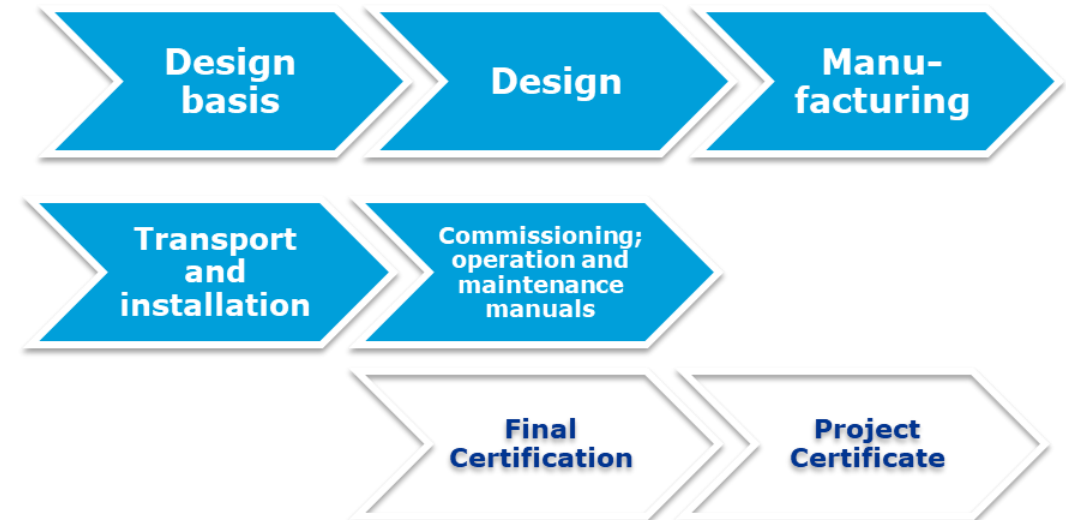 Design
basis
Design
Manu-
facturing
Transport
and
installation
Commissioning;
operation and
maintenance
manuals
Final
Certification
Project
Certificate